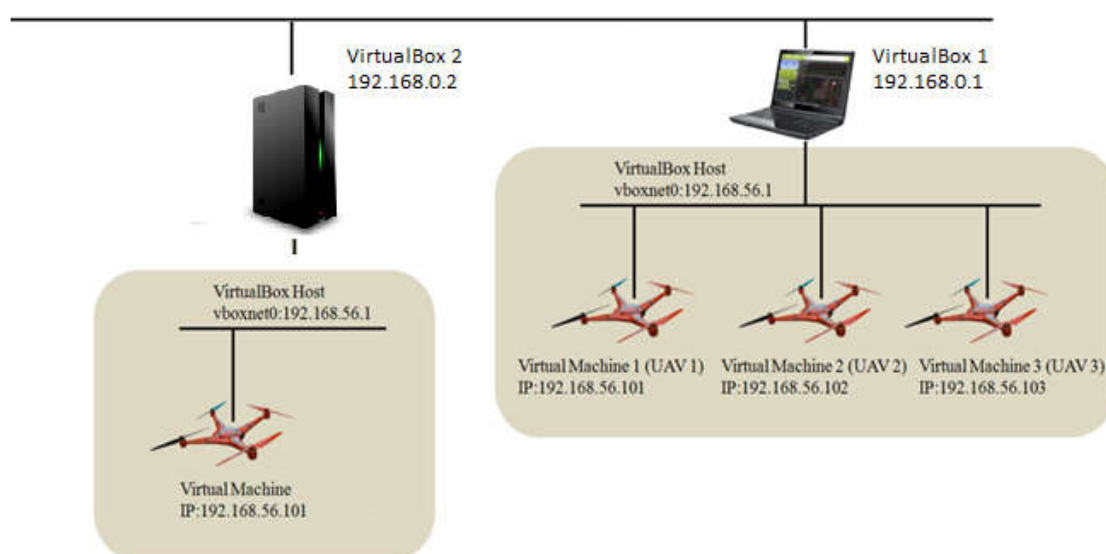 VirtualBox 2
192.168.0.2
VirtualBox 1
192.168.0.1
VirtualBox Host
vboxnet0:192.168.56.1
Virtual Machine 1 (UAV 1)
IP:192.168.56.101
Virtual Machine 2 (UAV 2)
IP:192.168.56.102
Virtual Machine 3 (UAV 3)
IP:192.168.56.103
VirtualBox Host
vboxnet0:192.168.56.1
Virtual Machine
IP:192.168.56.101